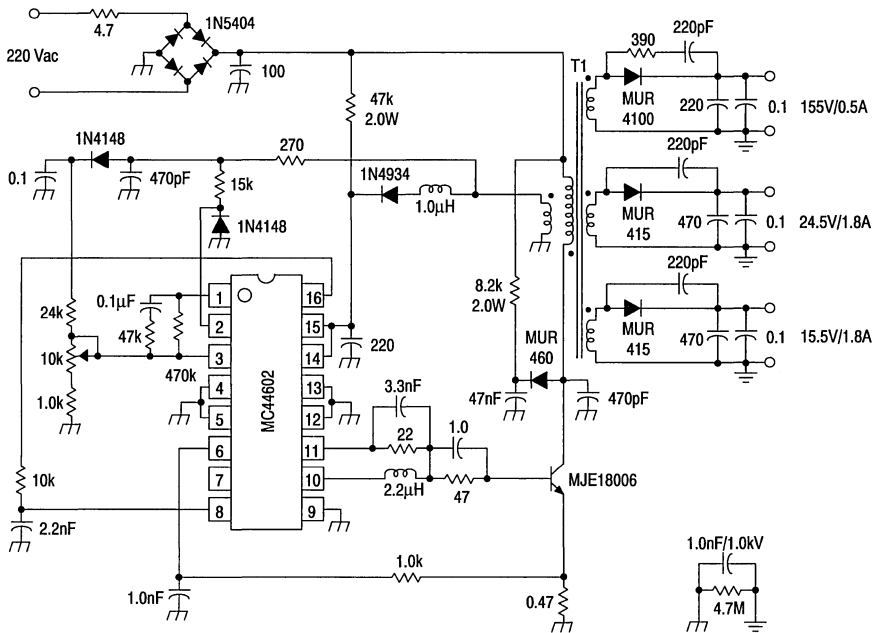 4.7
1N5404
220 Vac
100
47k
2.0W
T1
390
220pF
MUR
4100
220
0.1
155V/0.5A
1N4148
270
0.1
470pF
15k
1N4148
1N4934
1.0μH
220pF
MUR
415
470
0.1
24.5V/1.8A
8.2k
2.0W
220pF
MUR
415
470
0.1
15.5V/1.8A
24k
0.1μF
47k
10k
470k
1.0k
1
2
3
4
5
6
7
8
MC44602
16
15
14
13
12
11
10
9
220
MUR
460
47nF
470pF
3.3nF
22
1.0
2.2μH
47
MJE18006
10k
2.2nF
1.0nF
1.0k
0.47
1.0nF/1.0kV
4.7M